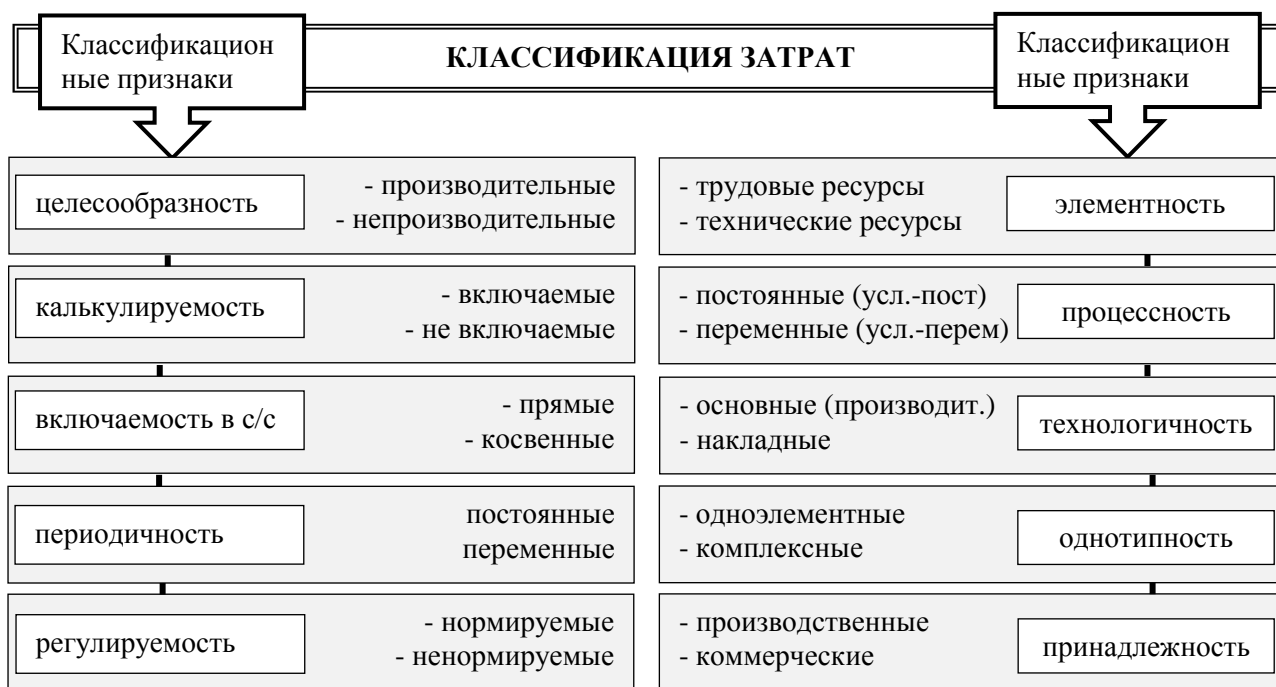 Классификацион
ные признаки
КЛАССИФИКАЦИЯ ЗАТРАТ
Классификацион
ные признаки
целесообразность
- производительные
- непроизводительные
- трудовые ресурсы
- технические ресурсы
элементность
калькулируемость
- включаемые
- не включаемые
- постоянные (усл.-пост)
- переменные (усл.-перем)
процессность
включаемость в с/с
- прямые
- косвенные
- основные (производит.)
- накладные
технологичность
периодичность
постоянные
переменные
- одноэлементные
- комплексные
однотипность
регулируемость
- нормируемые
- ненормируемые
- производственные
- коммерческие
принадлежность